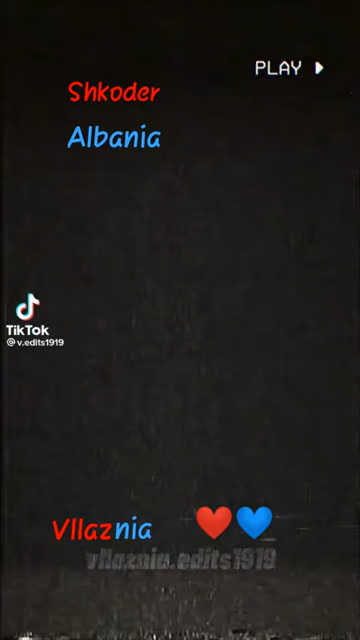 PLAY
Shkoder
Albania
TikTok
@v.edits1919
Vllaznia
vllaznia.edits1919